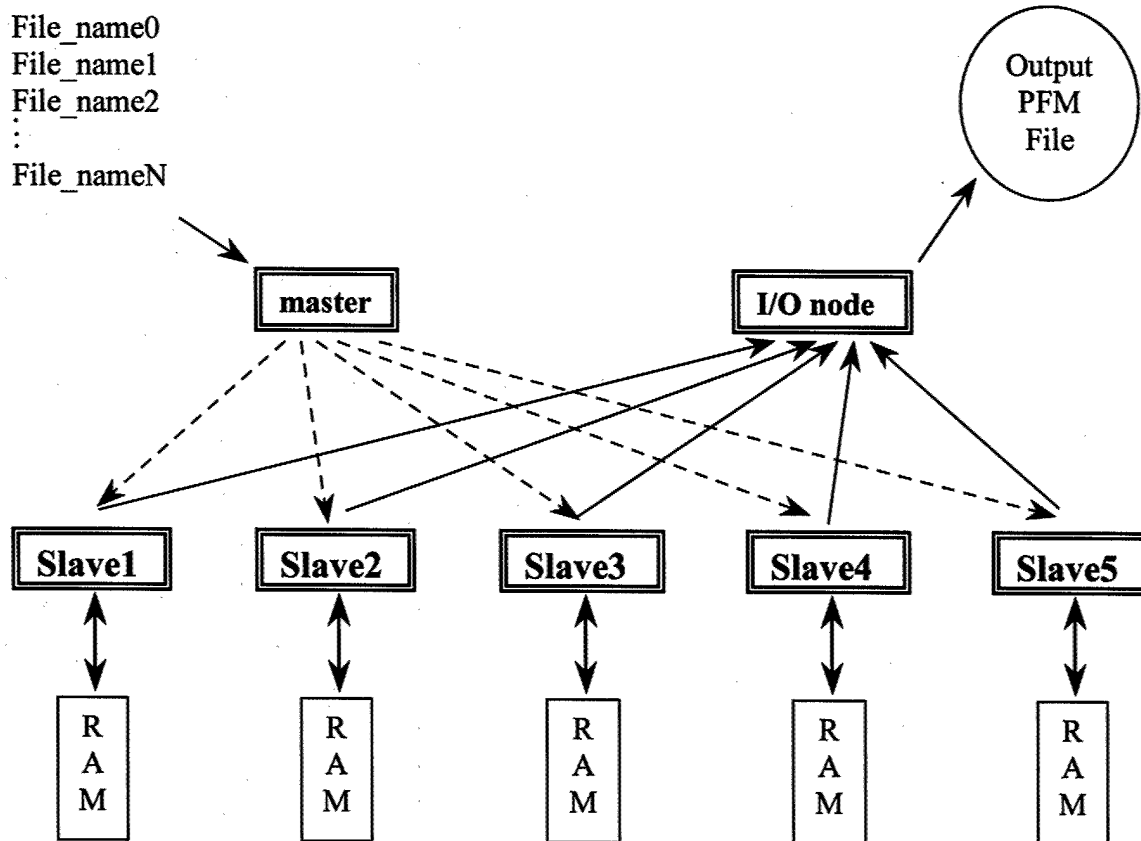 File_name0
File_name1
File_name2
⋮
File_nameN
Output
PFM
File
master
I/O node
Slave1
Slave2
Slave3
Slave4
Slave5
R
A
M
R
A
M
R
A
M
R
A
M
R
A
M